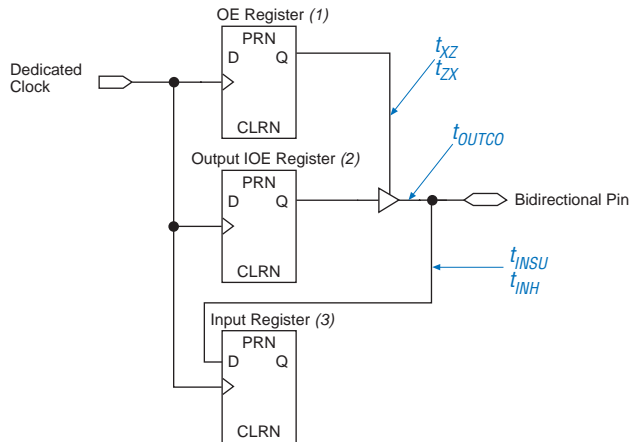 OE Register (1)
PRN
D Q
CLRN
Dedicated
Clock
t_XZ
t_ZX
t_OUTCO
Output IOE Register (2)
PRN
D Q
CLRN
Bidirectional Pin
t_INSU
t_INH
Input Register (3)
PRN
D Q
CLRN